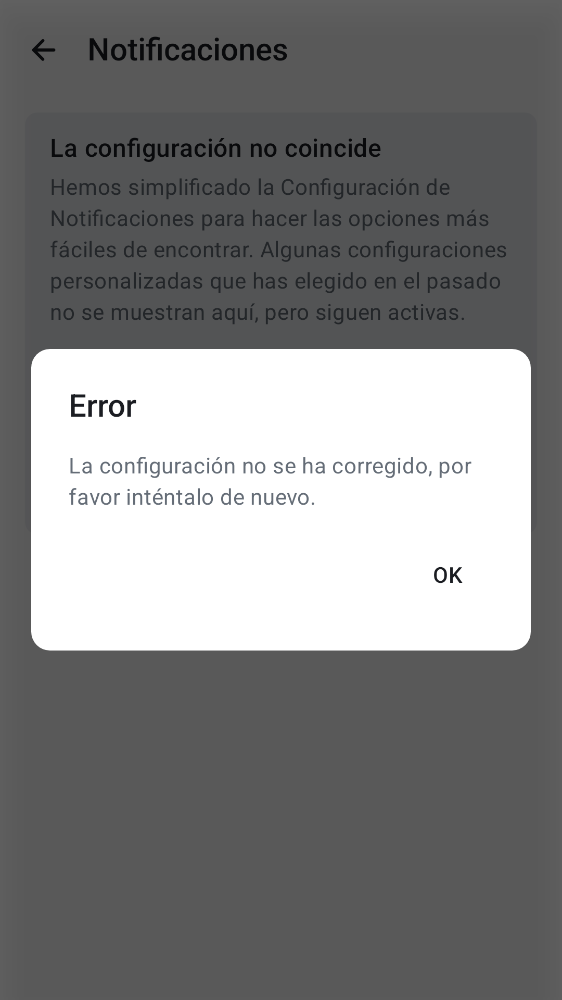 Notificaciones
La configuración no coincide
Hemos simplificado la Configuración de
Notificaciones para hacer las opciones más
fáciles de encontrar. Algunas configuraciones
personalizadas que has elegido en el pasado
no se muestran aquí, pero siguen activas.
Error
La configuración no se ha corregido, por
favor inténtalo de nuevo.
OK